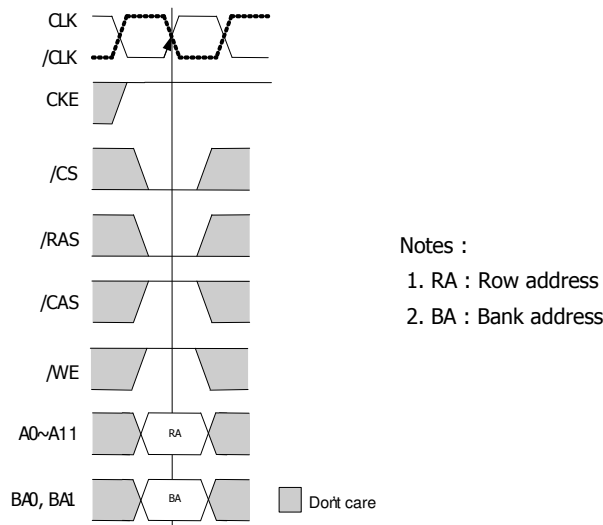 CLK
/CLK
CKE
/CS
/RAS
/CAS
/WE
A0~A11
RA
BA0, BA1
BA
Don't care
Notes :
1. RA : Row address
2. BA : Bank address